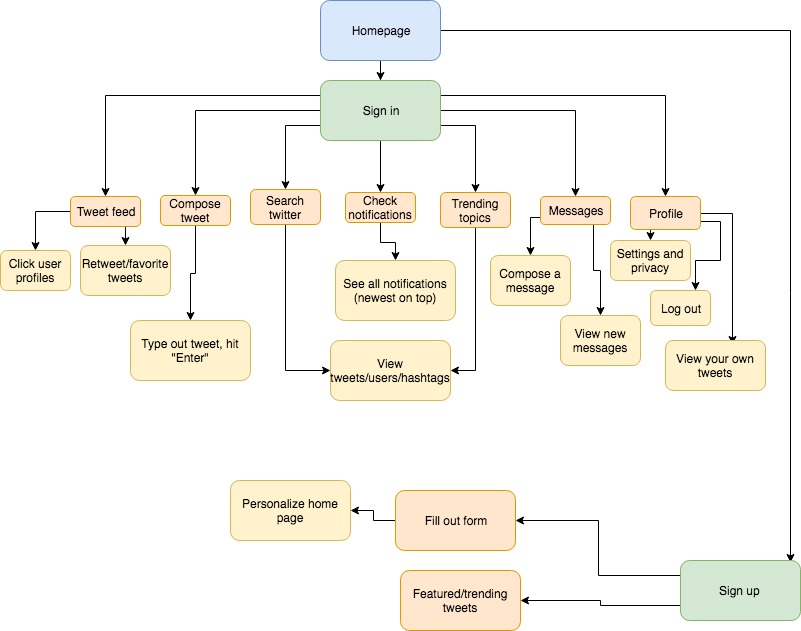 Homepage
Sign in
Tweet feed
Compose
tweet
Search
twitter
Check
notifications
Trending
topics
Messages
Profile
Click user
profiles
Retweet/favorite
tweets
See all notifications
(newest on top)
Compose a
message
Settings and
privacy
Log out
Type out tweet, hit
"Enter"
View
tweets/users/hashtags
View new
messages
View your own
tweets
Personalize home
page
Fill out form
Featured/trending
tweets
Sign up